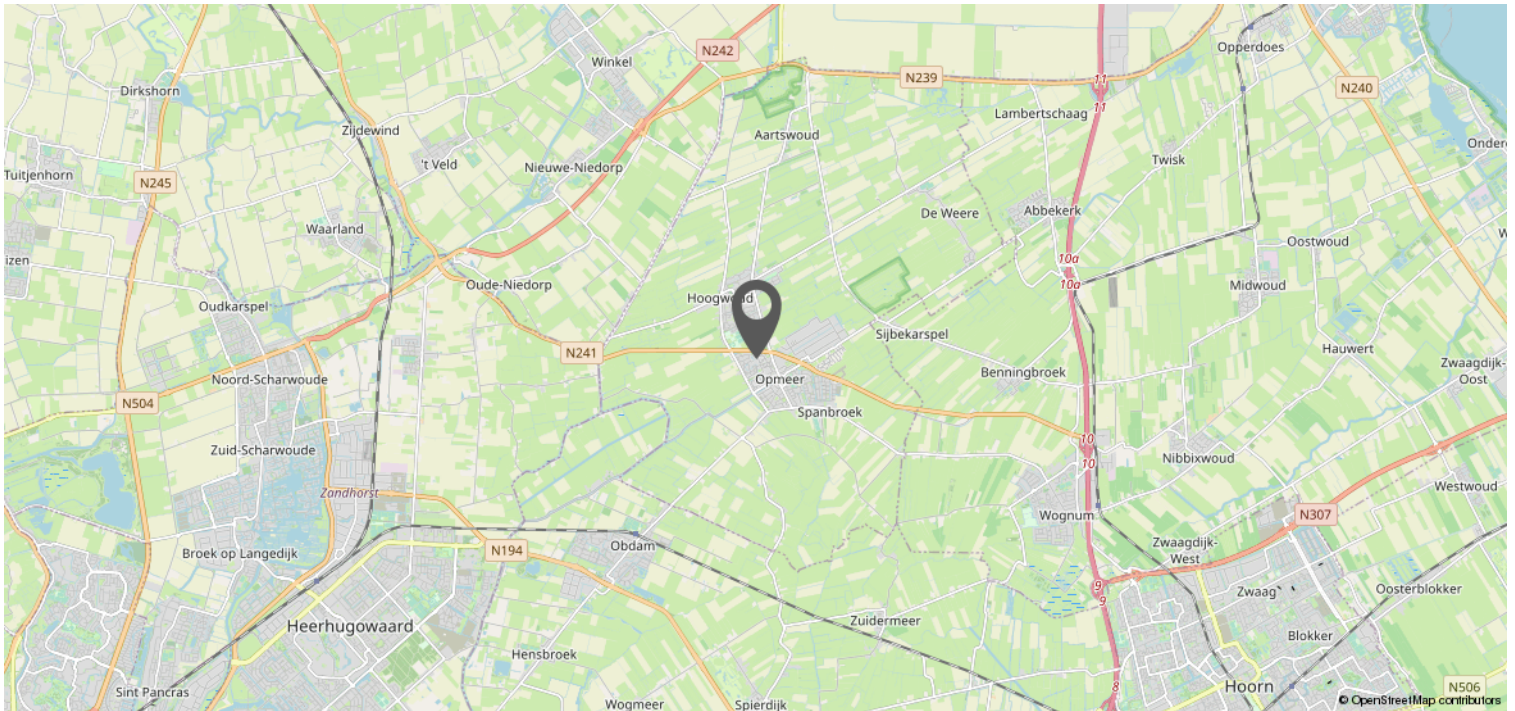 Opperdoes
N242
Winkel
N239
11
N240
Dirkshorn
11
Lambertschaag
Zijdewind
Aartswoud
Onder
't Veld
Twisk
Nieuwe-Niedorp
Tuitjenhorn
N245
De Weere
Abbekerk
Waarland
W
Oostwoud
izen
10a
Oude-Niedorp
10a
Midwoud
Hoogwoud
Oudkarspel
Sijbekarspel
Hauwert
N241
Zwaagdijk-
Oost
Benningbroek
Noord-Scharwoude
Opmeer
N504
Spanbroek
10
Zuid-Scharwoude
10
Nibbixwoud
Westwoud
Zandhorst
Wognum
N307
Obdam
Zwaagdijk-
West
Broek op Langedijk
N194
9
9
Zwaag
Oosterblokker
Zuidermeer
Heerhugowaard
Blokker
Hensbroek
8
Hoorn
N506
Sint Pancras
Wogmeer
Spierdijk
© OpenStreetMap contributors